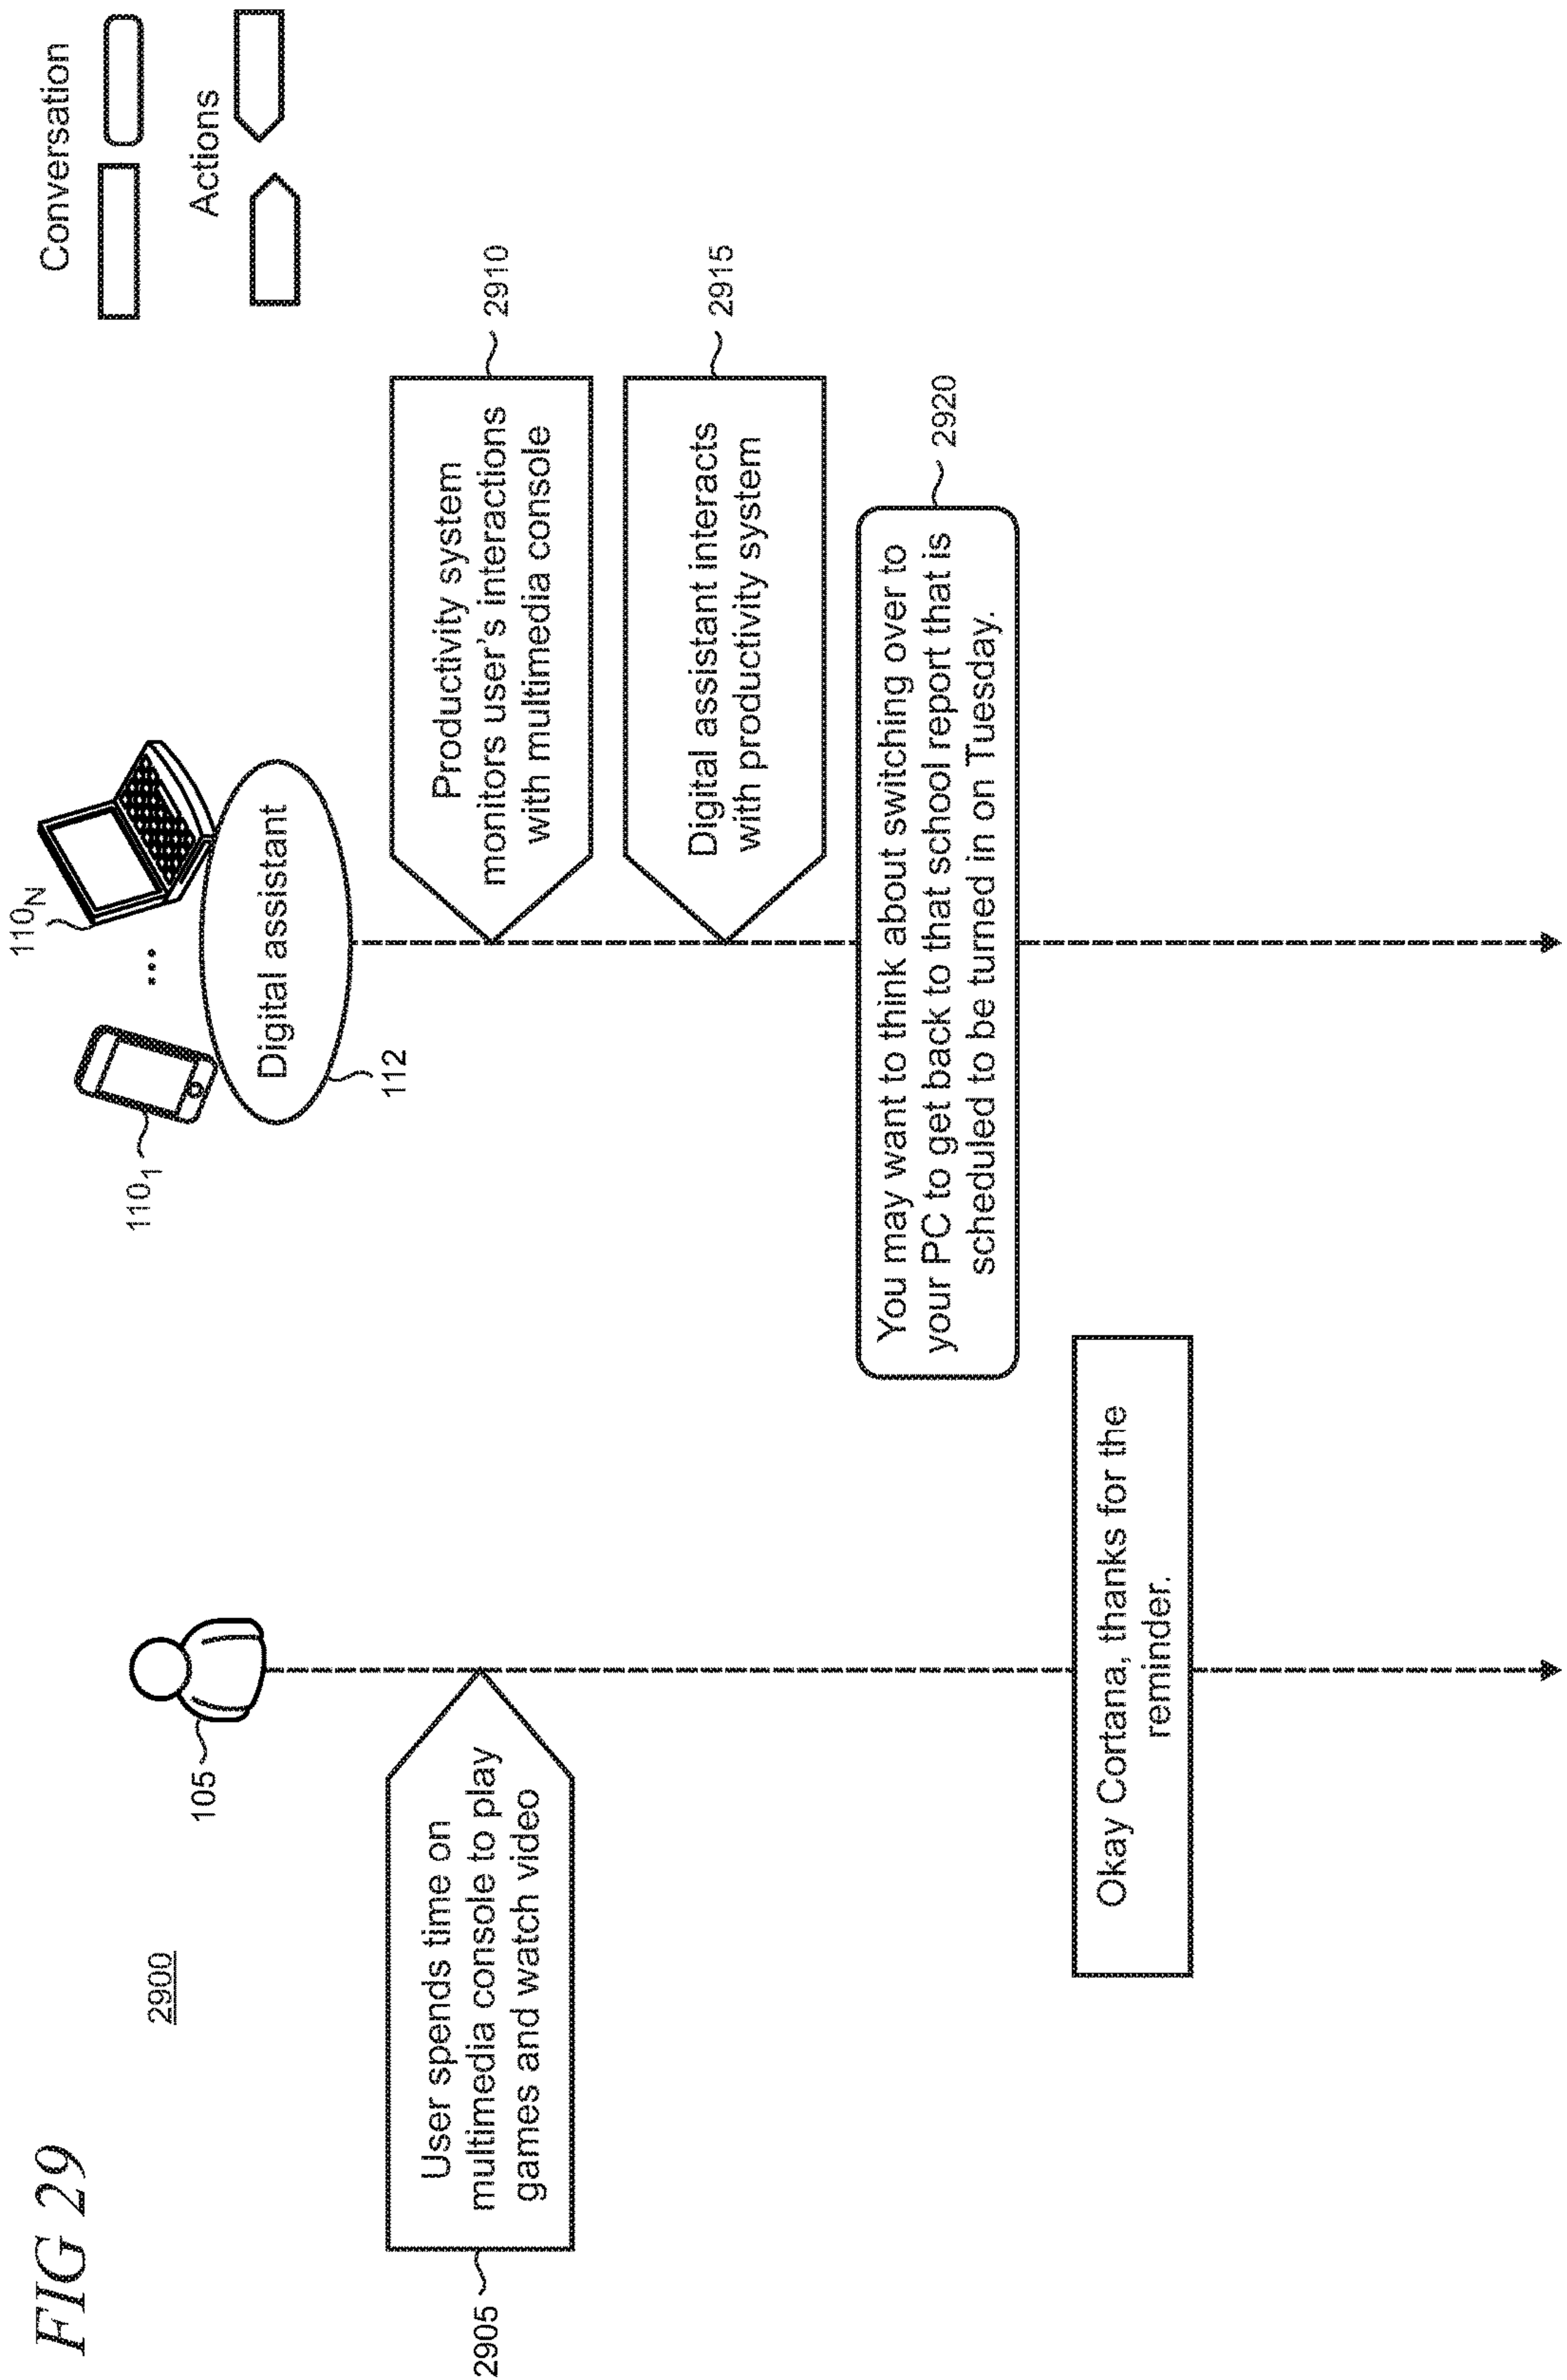 FIG 29
2900
Conversation
Actions
105
110₁
...
110N
Digital assistant
112
2905
User spends time on
multimedia console to play
games and watch video
Productivity system
monitors user's interactions
with multimedia console
2910
Digital assistant interacts
with productivity system
2915
You may want to think about switching over to
your PC to get back to that school report that is
scheduled to be turned in on Tuesday.
2920
Okay Cortana, thanks for the
reminder.